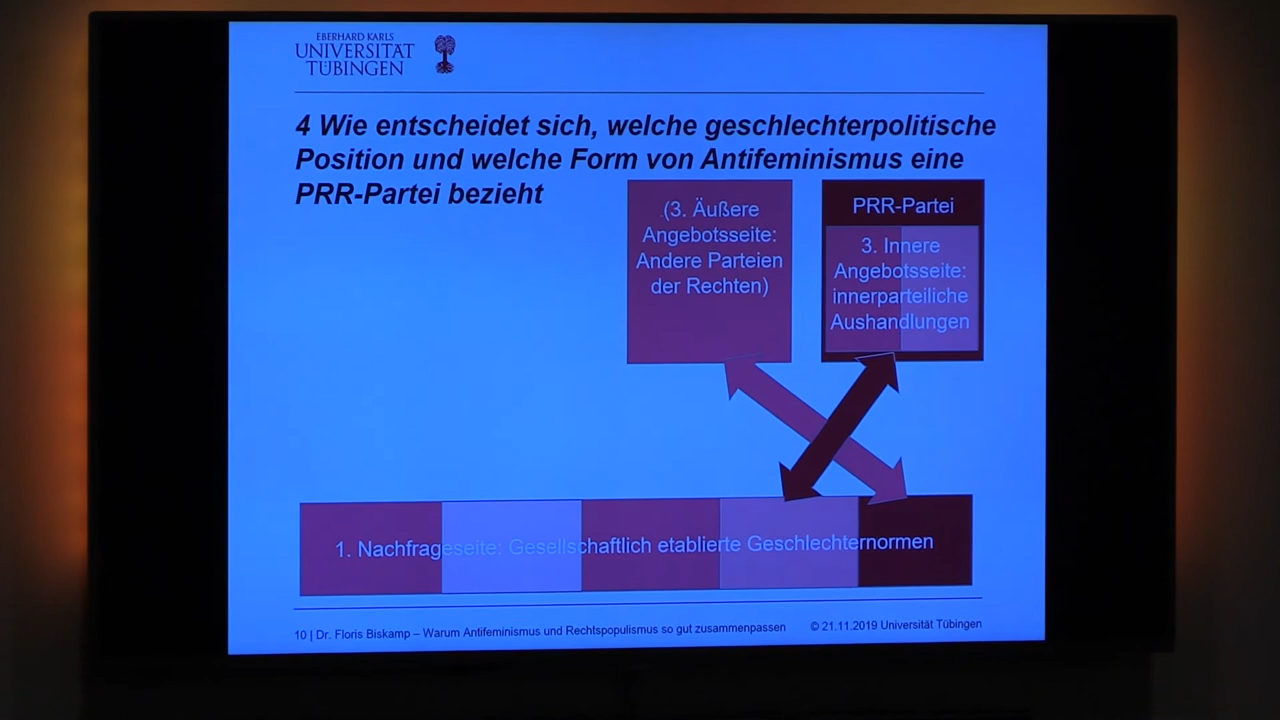 EBERHARD KARLS
UNIVERSITÄT
TÜBINGEN
4 Wie entscheidet sich, welche geschlechterpolitische
Position und welche Form von Antifeminismus eine
PRR-Partei bezieht
(3. Äußere
Angebotsseite:
Andere Parteien
der Rechten)
PRR-Partei
3. Innere
Angebotsseite:
innerparteiliche
Aushandlungen
1. Nachfrageseite: Gesellschaftlich etablierte Geschlechternormen
10 | Dr. Floris Biskamp – Warum Antifeminismus und Rechtspopulismus so gut zusammenpassen
© 21.11.2019 Universität Tübingen